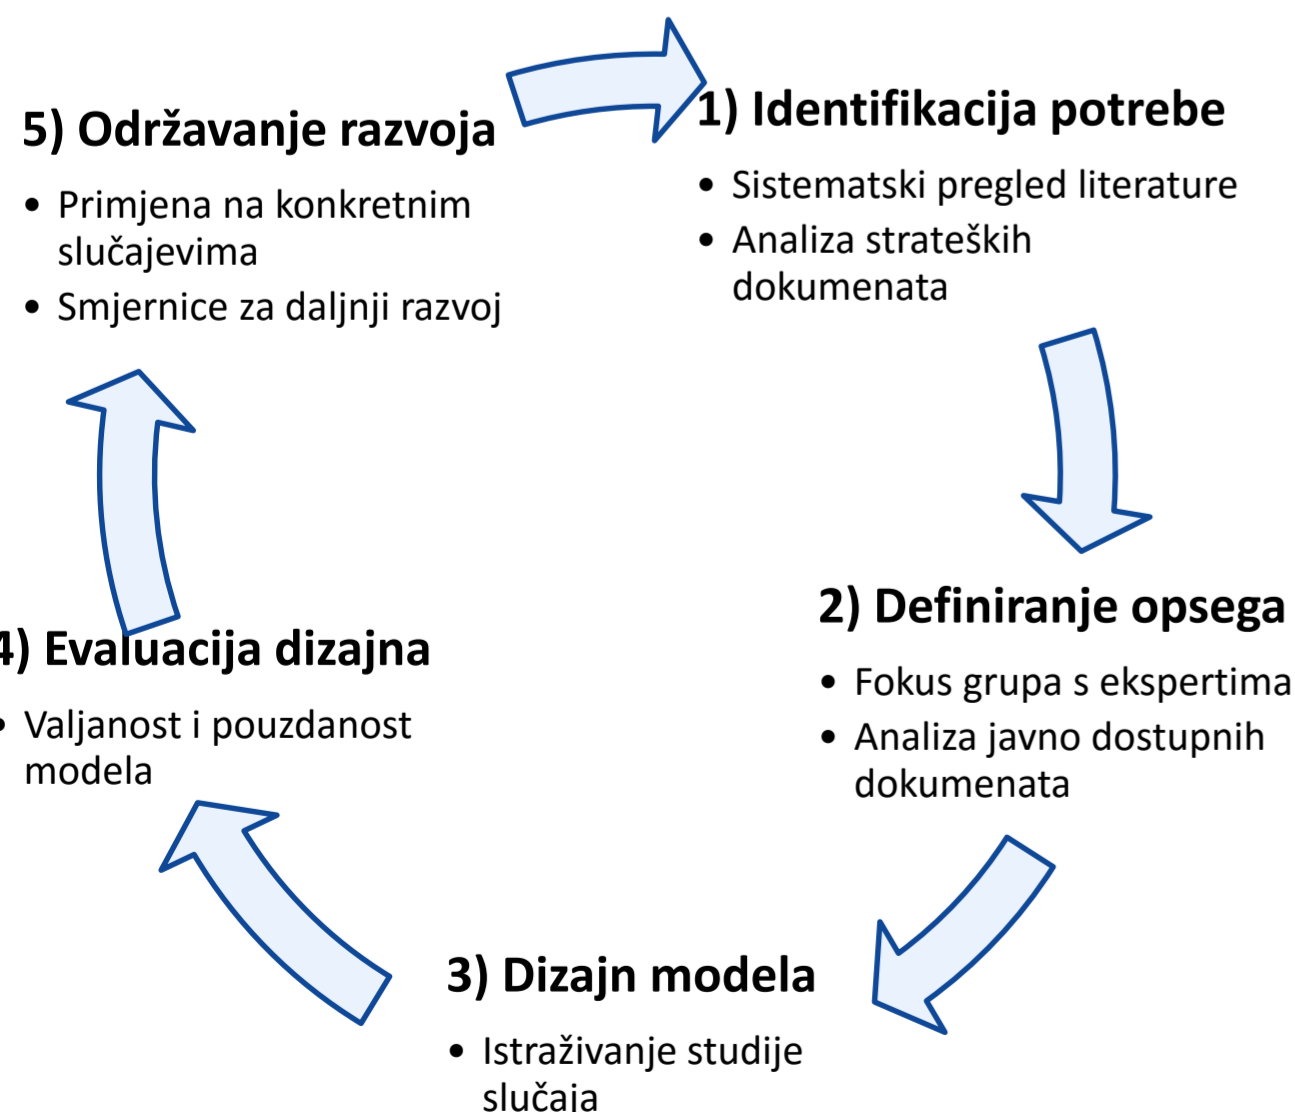 1) Identifikacija potrebe
• Sistematski pregled literature
• Analiza strateških
dokumenata
2) Definiranje opsega
• Fokus grupa s ekspertima
• Analiza javno dostupnih
dokumenata
3) Dizajn modela
• Istraživanje studije
slučaja
4) Evaluacija dizajna
• Valjanost i pouzdanost
modela
5) Održavanje razvoja
• Primjena na konkretnim
slučajevima
• Smjernice za daljnji razvoj